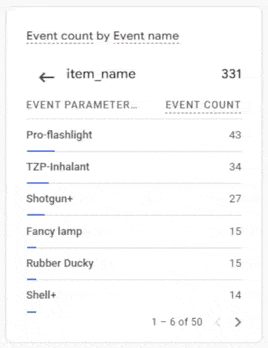 Event count by Event name
← item_name 331
EVENT PARAMETER… EVENT COUNT
Pro-flashlight 43
TZP-Inhalant 34
Shotgun+ 27
Fancy lamp 15
Rubber Ducky 15
Shell+ 14
1 – 6 of 50 < >